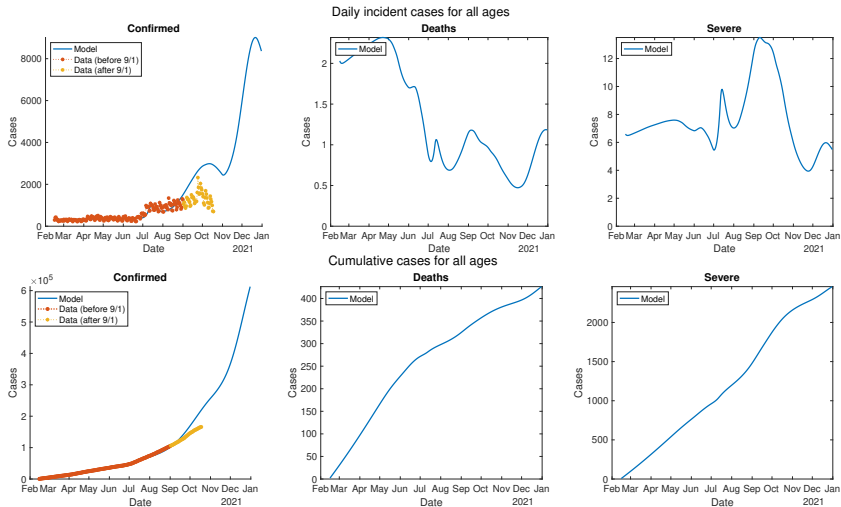 Daily incident cases for all ages
Confirmed
Deaths
Severe
Model
Data (before 9/1)
Data (after 9/1)
Model
Model
Cases
8000
6000
4000
2000
0
Feb Mar Apr May Jun Jul Aug Sep Oct Nov Dec Jan
Date
2021
Cases
2
1.5
1
0.5
0
Feb Mar Apr May Jun Jul Aug Sep Oct Nov Dec Jan
Date
2021
Cases
12
10
8
6
4
2
0
Feb Mar Apr May Jun Jul Aug Sep Oct Nov Dec Jan
Date
2021
Cumulative cases for all ages
Confirmed
Deaths
Severe
×10^5
Model
Data (before 9/1)
Data (after 9/1)
Model
Model
Cases
6
5
4
3
2
1
0
Feb Mar Apr May Jun Jul Aug Sep Oct Nov Dec Jan
Date
2021
Cases
400
350
300
250
200
150
100
50
0
Feb Mar Apr May Jun Jul Aug Sep Oct Nov Dec Jan
Date
2021
Cases
2000
1500
1000
500
0
Feb Mar Apr May Jun Jul Aug Sep Oct Nov Dec Jan
Date
2021